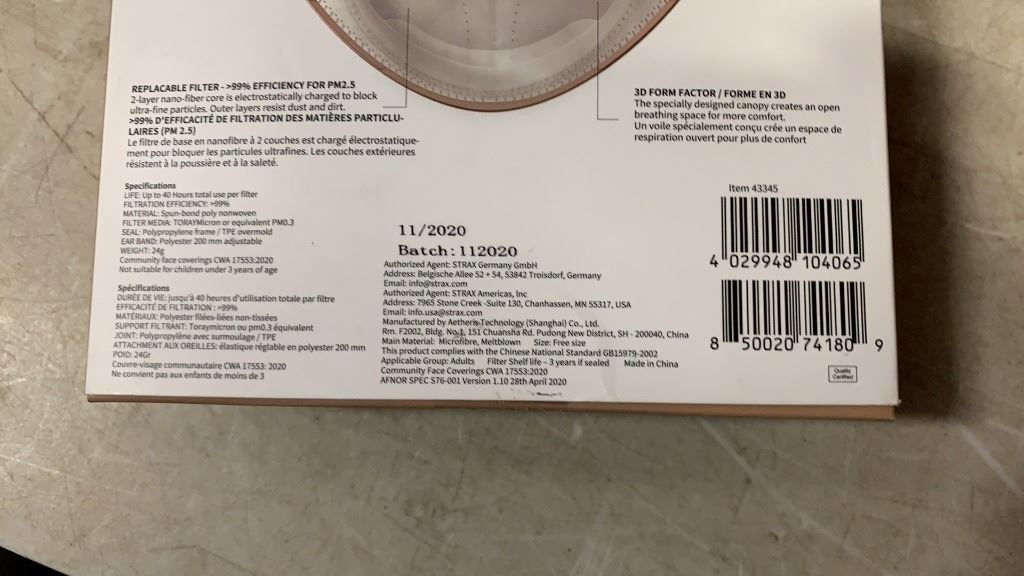 REPLACABLE FILTER - >99% EFFICIENCY FOR PM2.5
2-layer nano-fiber core is electrostatically charged to block
ultra-fine particles. Outer layers resist dust and dirt.
>99% D'EFFICACITÉ DE FILTRATION DES MATIÈRES PARTICU-
LAIRES (PM 2.5)
Le filtre de base en nanofibre à 2 couches est chargé électrostatique-
ment pour bloquer les particules ultrafines. Les couches extérieures
résistent à la poussière et à la saleté.
3D FORM FACTOR / FORME EN 3D
The specially designed canopy creates an open
breathing space for more comfort.
Un voile spécialement conçu crée un espace de
respiration ouvert pour plus de confort
Specifications
LIFE: Up to 40 Hours total use per filter
FILTRATION EFFICIENCY: >99%
MATERIAL: Spun-bond poly nonwoven
FILTER MEDIA: TORAYMicron or equivalent PM0.3
SEAL: Polypropylene frame / TPE overmold
EAR BAND: Polyester 200 mm adjustable
WEIGHT: 24g
Community face coverings CWA 17553:2020
Not suitable for children under 3 years of age
Spécifications
DURÉE DE VIE: jusqu'à 40 heures d'utilisation totale par filtre
EFFICACITÉ DE FILTRATION : >99%
MATÉRIAUX: Polyester filées-liées non-tissées
SUPPORT FILTRANT: Toraymicron ou pm0.3 équivalent
JOINT: Polypropylène avec surmoulage / TPE
ATTACHMENT AUX OREILLES: élastique réglable en polyester 200 mm
POID: 24Gr
Couvre-visage communautaire CWA 17553: 2020
Ne convient pas aux enfants de moins de 3
11/2020
Batch: 112020
Authorized Agent: STRAX Germany GmbH
Address: Belgische Allee 52 + 54, 53842 Troisdorf, Germany
Email: info@strax.com
Authorized Agent: STRAX Americas, Inc
Address: 7965 Stone Creek -Suite 130, Chanhassen, MN 55317, USA
Email: info.usa@strax.com
Manufactured by Aetheris Technology (Shanghai) Co., Ltd.
Rm. F2002, Bldg. No.1, 151 Chuansha Rd. Pudong New District, SH - 200040, China
Main Material: Microfibre, Meltblown Size: Free size
This product complies with the Chinese National Standard GB15979-2002
Applicable Group: Adults Filter Shelf life – 3 years if sealed Made in China
Community Face Coverings CWA 17553:2020
AFNOR SPEC S76-001 Version 1.10 28th April 2020
Item 43345
4 029948 104065
8 50020 74180 9
Quality
Certified